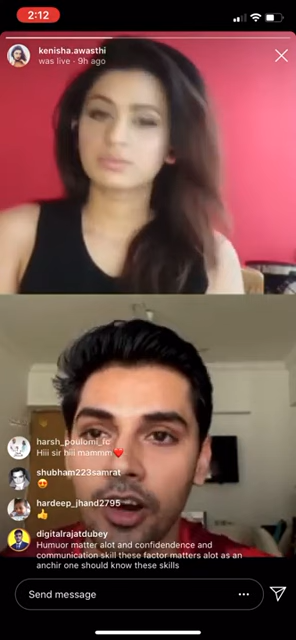 2:12
kenisha.awasthi
was live · 9h ago
harsh_poulomi_fc
Hiii sir hiii mammm❤️
shubham223samrat
😍
hardeep_jhand2795
👍
digitalrajatdubey
Humuor matter alot and confidendence and
communication skill these factor matters alot as an
anchir one should know these skills
Send message